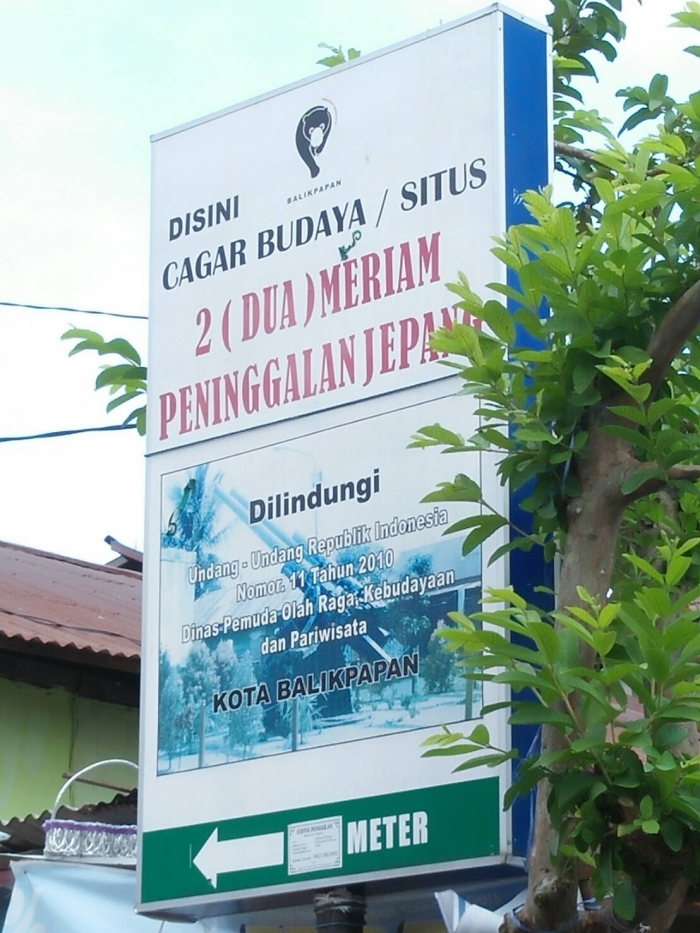 BALIKPAPAN
DISINI
CAGAR BUDAYA / SITUS
2 ( DUA ) MERIAM
PENINGGALAN JEPANG
Dilindungi
Undang - Undang Republik Indonesia
Nomor. 11 Tahun 2010
Dinas Pemuda Olah Raga, Kebudayaan
dan Pariwisata
KOTA BALIKPAPAN
METER